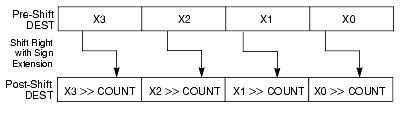 Pre-Shift
DEST
X3 X2 X1 X0
Shift Right
with Sign
Extension
Post-Shift
DEST
X3 >> COUNT X2 >> COUNT X1 >> COUNT X0 >> COUNT